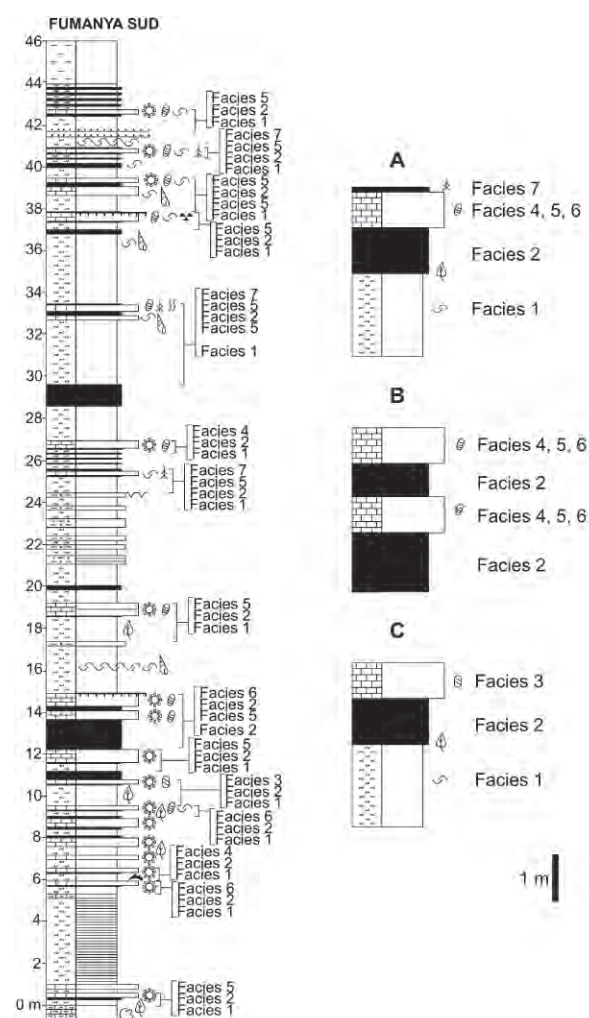 FUMANYA SUD
46
44
42
40
38
36
34
32
30
28
26
24
22
20
18
16
14
12
10
8
6
4
2
0 m
Facies 5
Facies 2
Facies 1
Facies 7
Facies 5
Facies 2
Facies 1
Facies 5
Facies 2
Facies 5
Facies 1
Facies 5
Facies 2
Facies 1
Facies 7
Facies 5
Facies 2
Facies 5
Facies 1
Facies 4
Facies 2
Facies 1
Facies 7
Facies 5
Facies 2
Facies 1
Facies 5
Facies 2
Facies 1
Facies 6
Facies 2
Facies 5
Facies 2
Facies 5
Facies 2
Facies 1
Facies 3
Facies 2
Facies 1
Facies 6
Facies 2
Facies 1
Facies 4
Facies 2
Facies 1
Facies 6
Facies 2
Facies 1
Facies 5
Facies 2
Facies 1
A
Facies 7
Facies 4, 5, 6
Facies 2
Facies 1
B
Facies 4, 5, 6
Facies 2
Facies 4, 5, 6
Facies 2
C
Facies 3
Facies 2
Facies 1
1 m